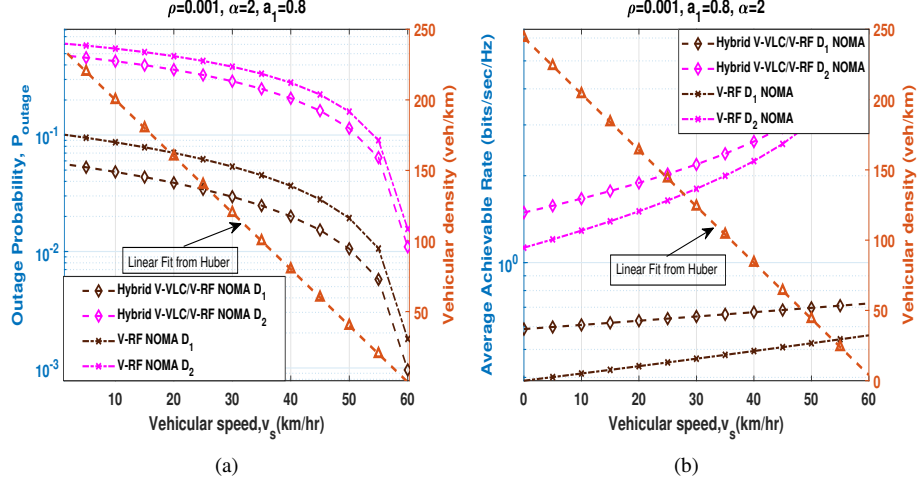 ρ=0.001, α=2, a₁=0.8
Outage Probability, P_outage
10⁻¹
10⁻²
10⁻³
250
200
150
100
50
0
Vehicular density (veh/km)
Linear Fit from Huber
Hybrid V-VLC/V-RF NOMA D₁
Hybrid V-VLC/V-RF NOMA D₂
V-RF NOMA D₁
V-RF NOMA D₂
10 20 30 40 50 60
Vehicular speed,v_s(km/hr)
(a)
ρ=0.001, a₁=0.8, α=2
Average Achievable Rate (bits/sec/Hz)
10⁰
250
200
150
100
50
0
Vehicular density (veh/km)
Hybrid V-VLC/V-RF D₁ NOMA
Hybrid V-VLC/V-RF D₂ NOMA
V-RF D₁ NOMA
V-RF D₂ NOMA
Linear Fit from Huber
0 10 20 30 40 50 60
Vehicular speed,v_s(km/hr)
(b)